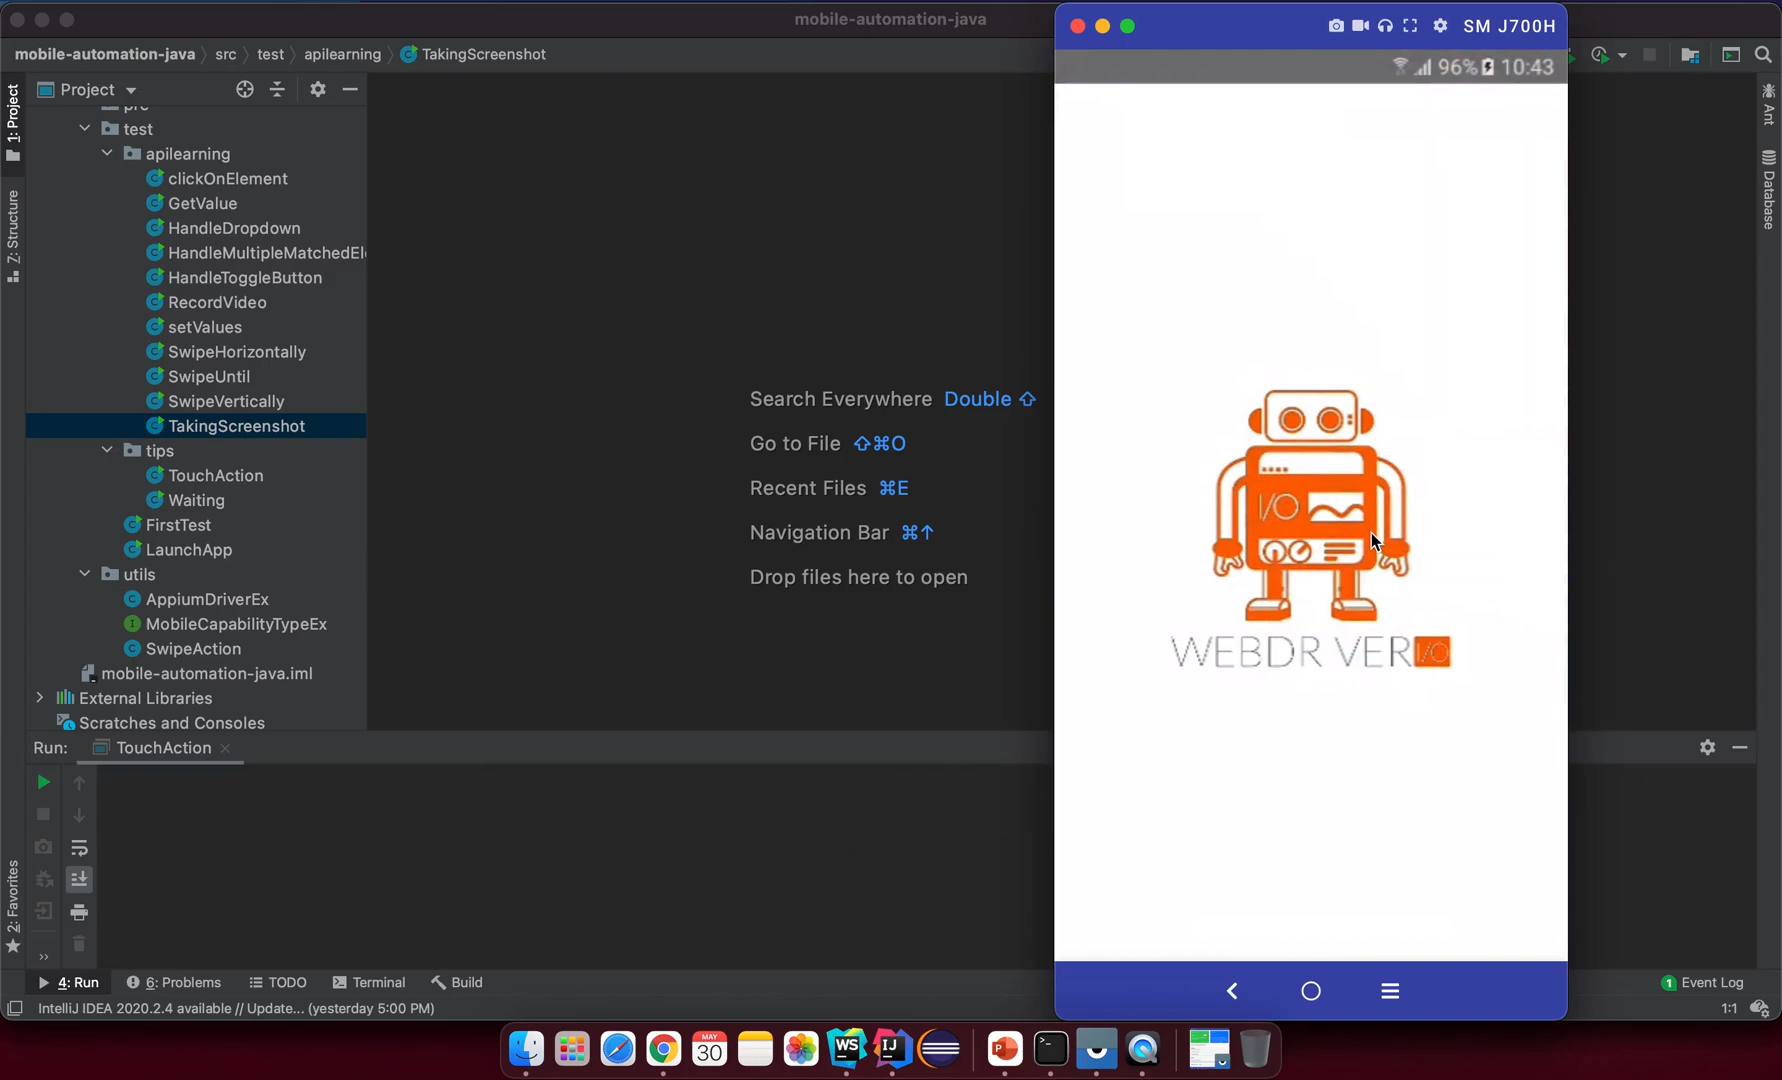 mobile-automation-java
SM J700H
mobile-automation-java
src
test
apilearning
TakingScreenshot
96%
10:43
1: Project
Project
test
apilearning
clickOnElement
GetValue
HandleDropdown
HandleMultipleMatchedEl
HandleToggleButton
RecordVideo
setValues
SwipeHorizontally
SwipeUntil
SwipeVertically
TakingScreenshot
tips
TouchAction
Waiting
FirstTest
LaunchApp
utils
AppiumDriverEx
MobileCapabilityTypeEx
SwipeAction
mobile-automation-java.iml
External Libraries
Scratches and Consoles
7: Structure
2: Favorites
Search Everywhere Double ⇧
Go to File ⇧⌘O
Recent Files ⌘E
Navigation Bar ⌘↑
Drop files here to open
I/O
WEBDR VER I/O
Ant
Database
Run:
TouchAction
4: Run
6: Problems
TODO
Terminal
Build
1 Event Log
IntelliJ IDEA 2020.2.4 available // Update... (yesterday 5:00 PM)
1:1
MAY
30
WS
IJ
P